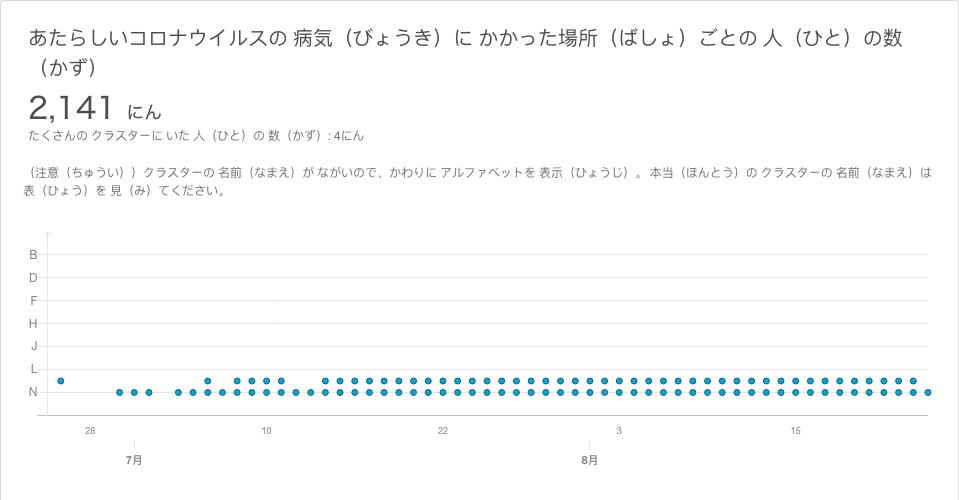 あたらしいコロナウイルスの 病気（びょうき）に かかった場所（ばしょ）ごとの 人（ひと）の数
（かず）
2,141 にん
たくさんの クラスターに いた 人（ひと）の 数（かず）: 4にん
（注意（ちゅうい））クラスターの 名前（なまえ）が ながいので、かわりに アルファベットを 表示（ひょうじ）。 本当（ほんとう）の クラスターの 名前（なまえ）は
表（ひょう）を 見（み）てください。
B
D
F
H
J
L
N
28 10 22 3 15
7月 8月